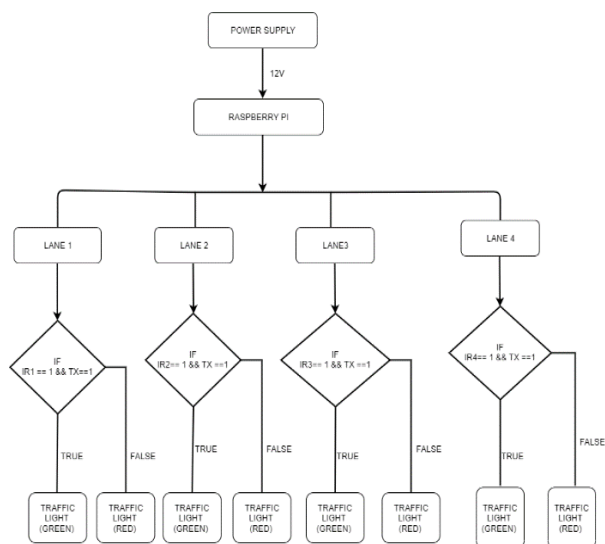 POWER SUPPLY
12V
RASPBERRY PI
LANE 1
LANE 2
LANE3
LANE 4
IF
IR1 == 1 && TX==1
IF
IR2== 1 && TX ==1
IF
IR3== 1 && TX ==1
IF
IR4== 1 && TX ==1
TRUE
FALSE
TRUE
FALSE
TRUE
FALSE
TRUE
FALSE
TRAFFIC
LIGHT
(GREEN)
TRAFFIC
LIGHT
(RED)
TRAFFIC
LIGHT
(GREEN)
TRAFFIC
LIGHT
(RED)
TRAFFIC
LIGHT
(GREEN)
TRAFFIC
LIGHT
(RED)
TRAFFIC
LIGHT
(GREEN)
TRAFFIC
LIGHT
(RED)